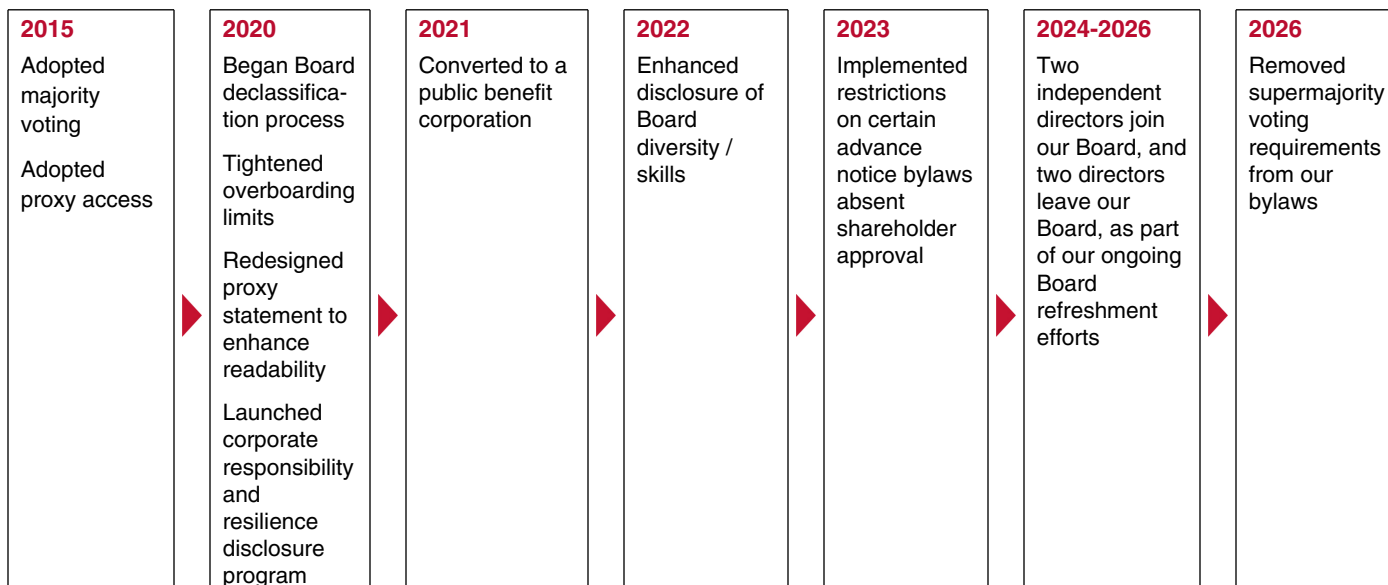 2015
Adopted
majority
voting
Adopted
proxy access
2020
Began Board
declassifica-
tion process
Tightened
overboarding
limits
Redesigned
proxy
statement to
enhance
readability
Launched
corporate
responsibility
and
resilience
disclosure
program
2021
Converted to a
public benefit
corporation
2022
Enhanced
disclosure of
Board
diversity /
skills
2023
Implemented
restrictions
on certain
advance
notice bylaws
absent
shareholder
approval
2024-2026
Two
independent
directors join
our Board, and
two directors
leave our
Board, as part
of our ongoing
Board
refreshment
efforts
2026
Removed
supermajority
voting
requirements
from our
bylaws